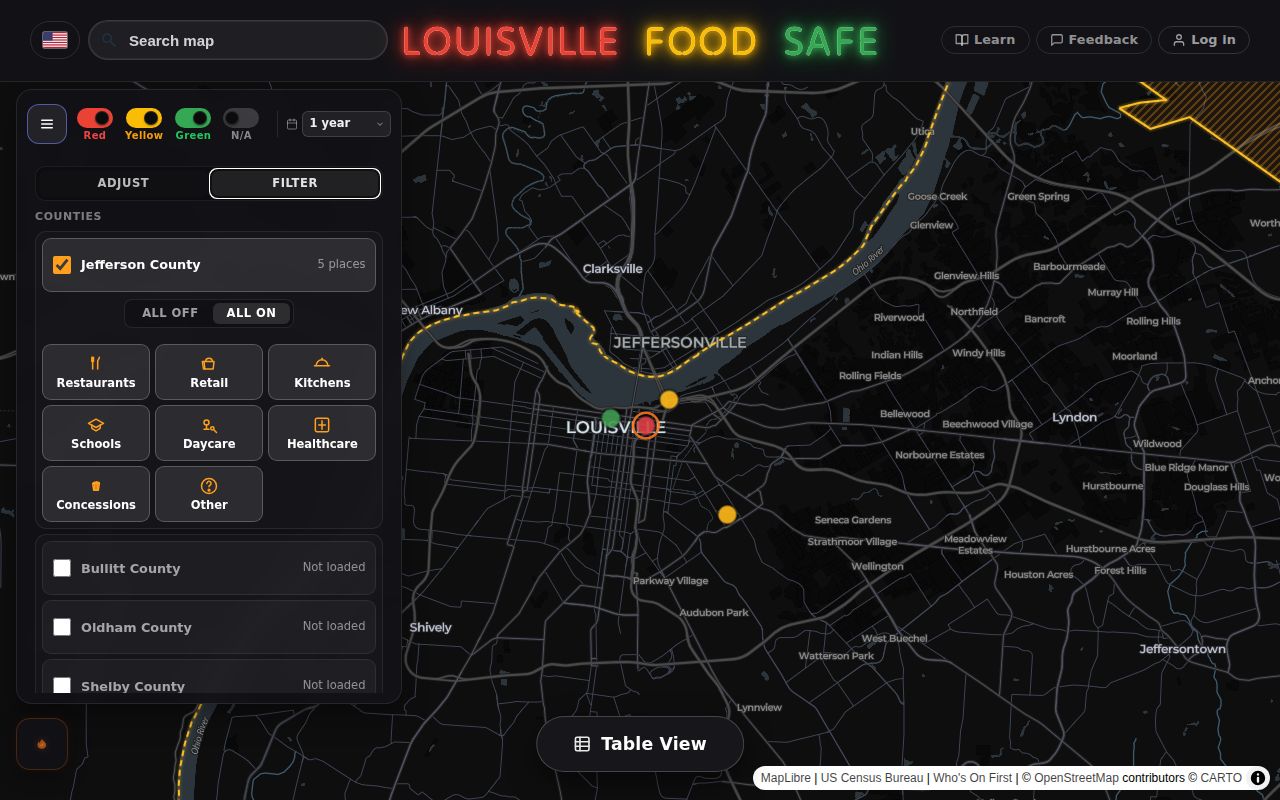 Search map
LOUISVILLE FOOD SAFE
Learn
Feedback
Log In
Red
Yellow
Green
N/A
1 year
ADJUST
FILTER
COUNTIES
Jefferson County
5 places
ALL OFF
ALL ON
Restaurants
Retail
Kitchens
Schools
Daycare
Healthcare
Concessions
Other
Bullitt County
Not loaded
Oldham County
Not loaded
Shelby County
Not loaded
Utica
Goose Creek
Green Spring
Glenview
Worth
Ohio River
Clarksville
Glenview Hills
Barbourmeade
Murray Hill
ew Albany
Riverwood
Northfield
Bancroft
Rolling Hills
JEFFERSONVILLE
Indian Hills
Windy Hills
Moorland
Rolling Fields
Anchor
LOUISVILLE
Bellewood
Beechwood Village
Lyndon
Wildwood
Norbourne Estates
Blue Ridge Manor
Hurstbourne
Douglass Hills
Seneca Gardens
Strathmoor Village
Meadowview
Estates
Hurstbourne Acres
Wellington
Houston Acres
Forest Hills
Parkway Village
Audubon Park
Shively
West Buechel
Watterson Park
Jeffersontown
Lynnview
Ohio River
Table View
MapLibre | US Census Bureau | Who's On First | © OpenStreetMap contributors © CARTO